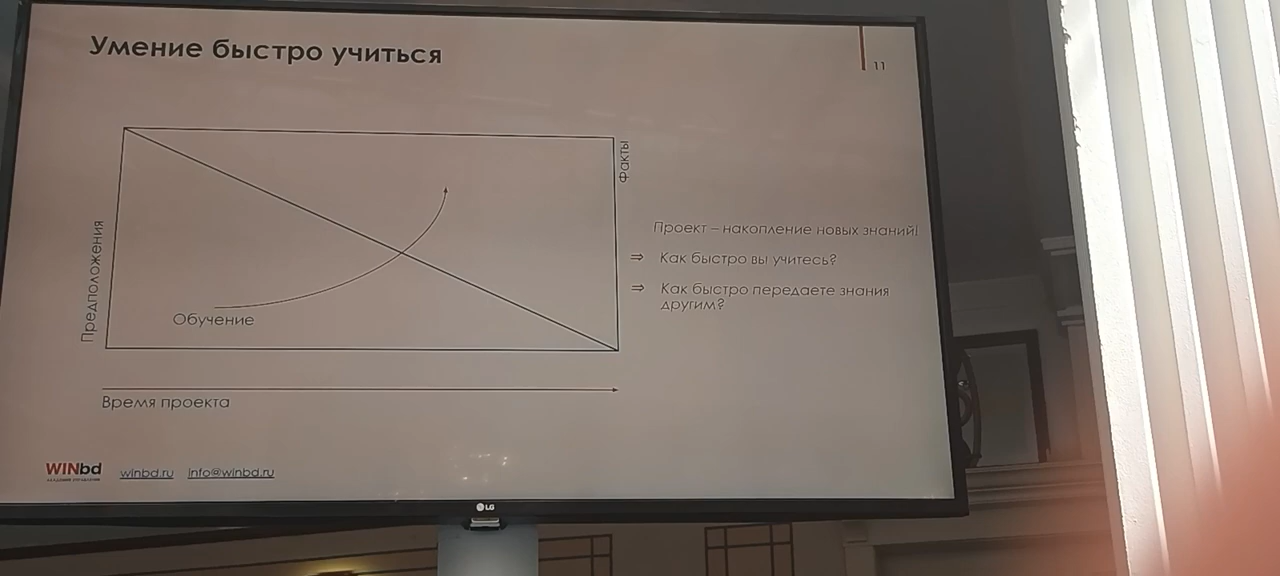 Умение быстро учиться
11
Факты
Предположения
Проект – накопление новых знаний!
⇒ Как быстро вы учитесь?
⇒ Как быстро передаете знания
другим?
Обучение
Время проекта
WINbd
winbd.ru info@winbd.ru
LG